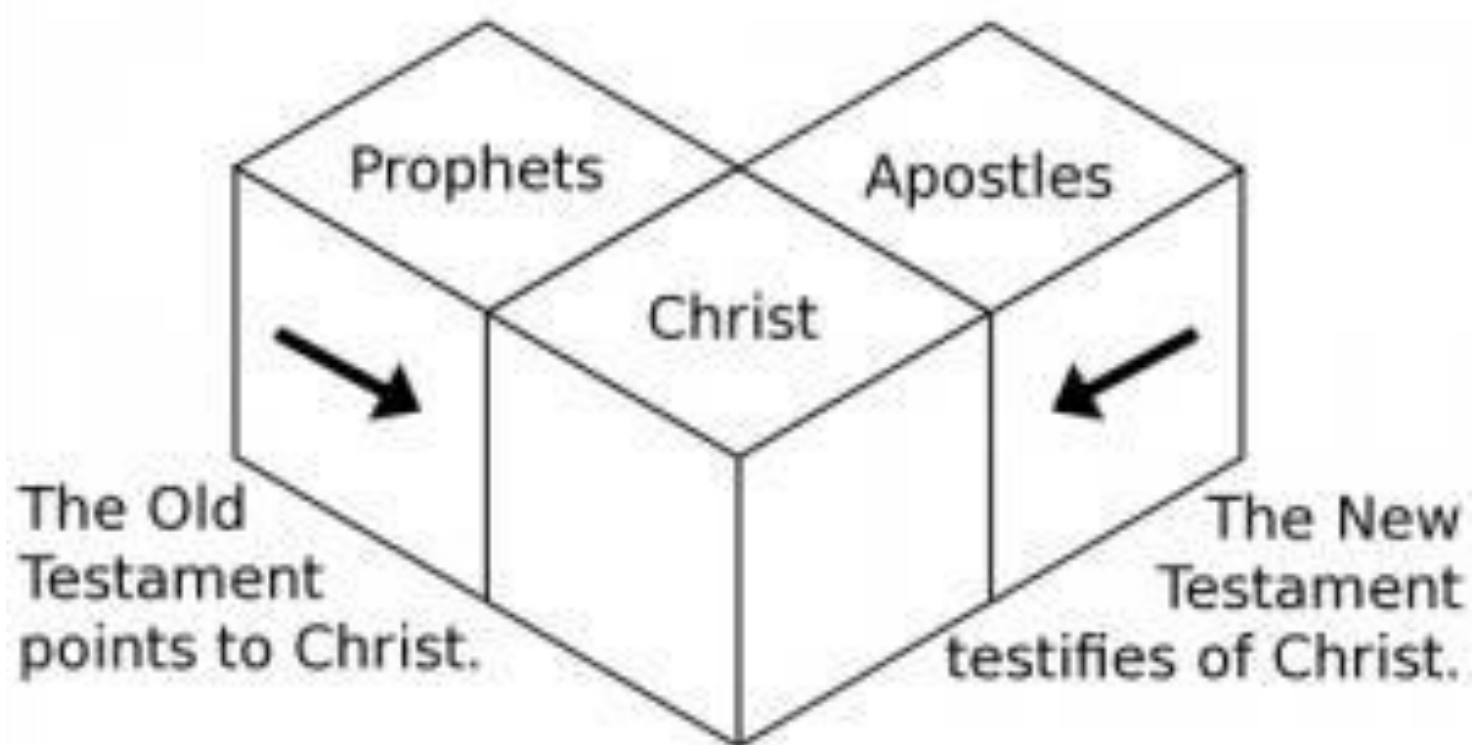 Prophets
Apostles
Christ
The Old
Testament
points to Christ.
The New
Testament
testifies of Christ.